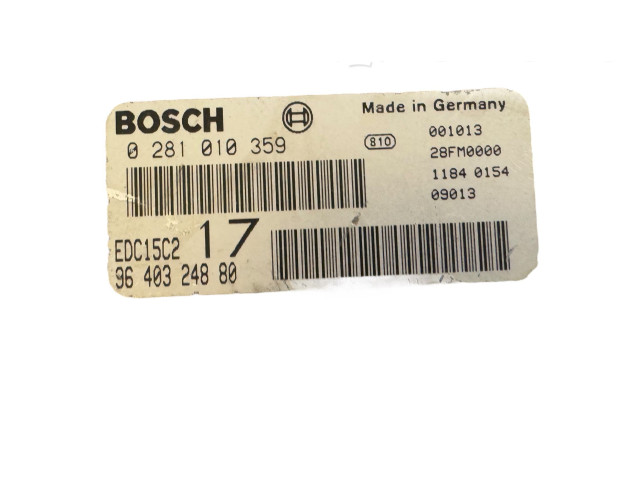 BOSCH
Made in Germany
0 281 010 359
810
001013
28FM0000
1184 0154
09013
EDC15C2 17
96 403 248 80